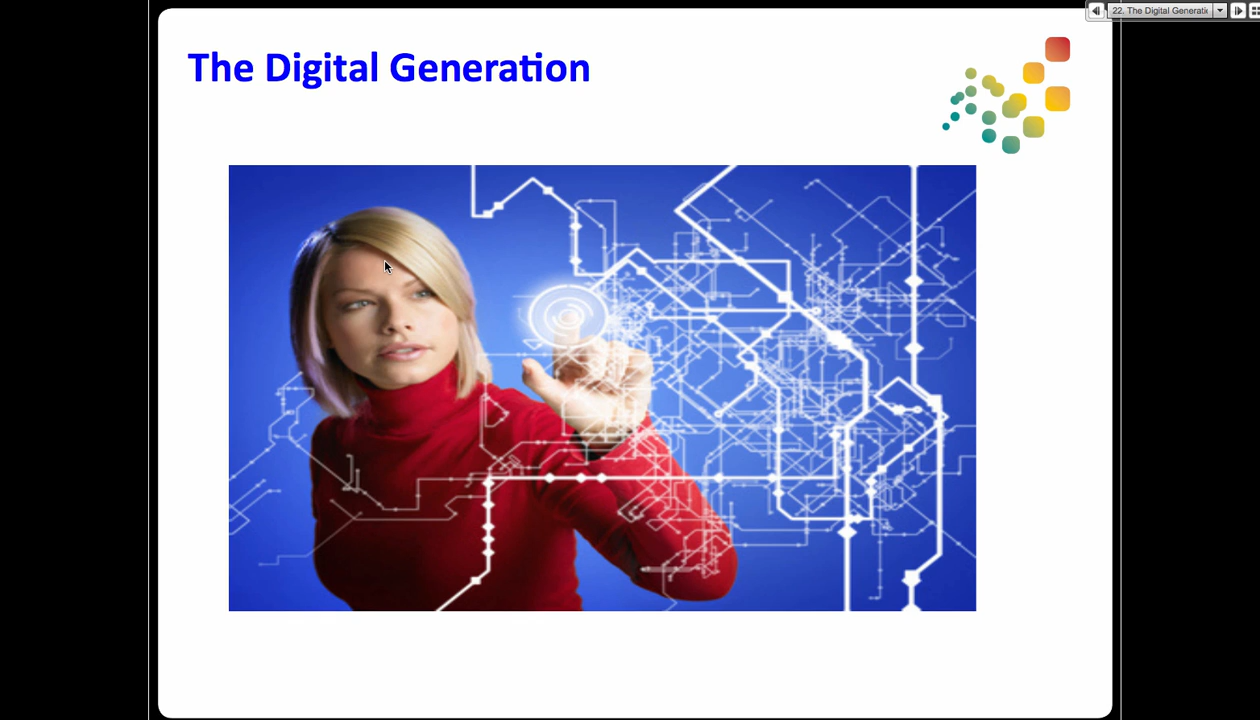 22. The Digital Generati
The Digital Generation